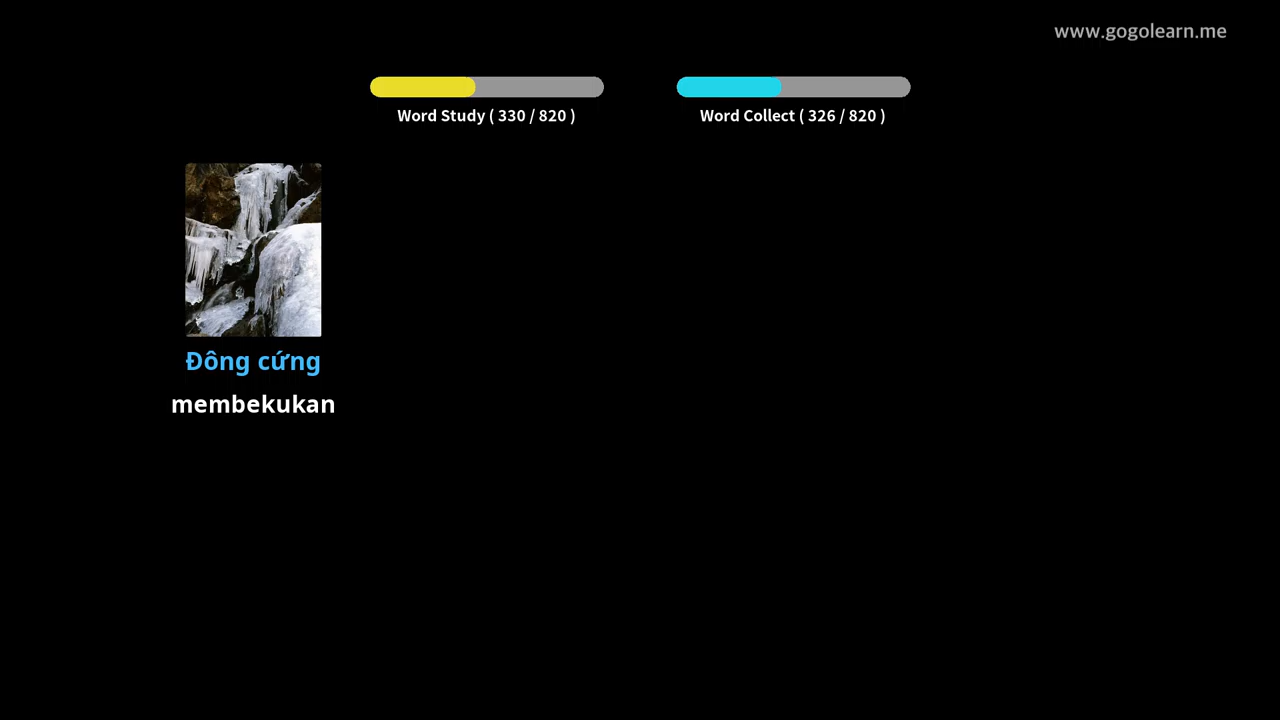 www.gogolearn.me
Word Study ( 330 / 820 )
Word Collect ( 326 / 820 )
Đông cứng
membekukan